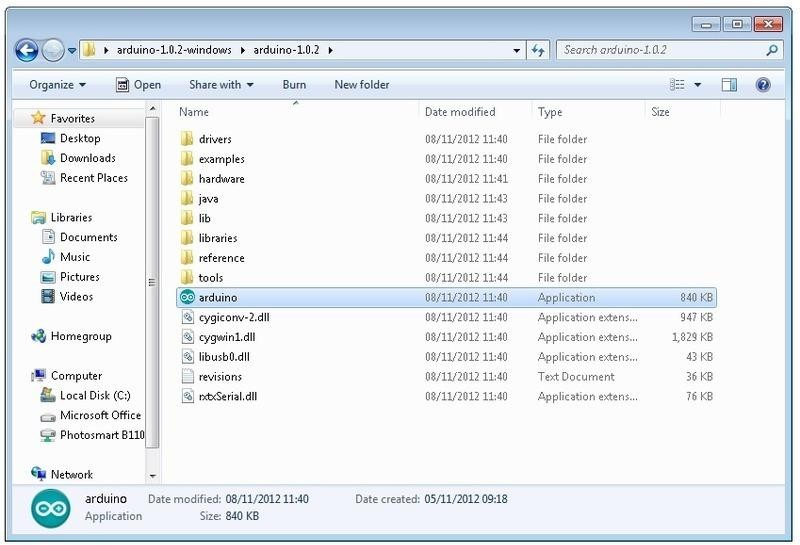 arduino-1.0.2-windows arduino-1.0.2 Search arduino-1.0.2
Organize Open Share with Burn New folder
Favorites
Desktop
Downloads
Recent Places
Libraries
Documents
Music
Pictures
Videos
Homegroup
Computer
Local Disk (C:)
Microsoft Office
Photosmart B110
Network
Name Date modified Type Size
drivers 08/11/2012 11:40 File folder
examples 08/11/2012 11:40 File folder
hardware 08/11/2012 11:41 File folder
java 08/11/2012 11:43 File folder
lib 08/11/2012 11:43 File folder
libraries 08/11/2012 11:44 File folder
reference 08/11/2012 11:44 File folder
tools 08/11/2012 11:44 File folder
arduino 08/11/2012 11:40 Application 840 KB
cygiconv-2.dll 08/11/2012 11:40 Application extens... 947 KB
cygwin1.dll 08/11/2012 11:40 Application extens... 1,829 KB
libusb0.dll 08/11/2012 11:40 Application extens... 43 KB
revisions 08/11/2012 11:40 Text Document 36 KB
rxtxSerial.dll 08/11/2012 11:40 Application extens... 76 KB
arduino Date modified: 08/11/2012 11:40 Date created: 05/11/2012 09:18
Application Size: 840 KB